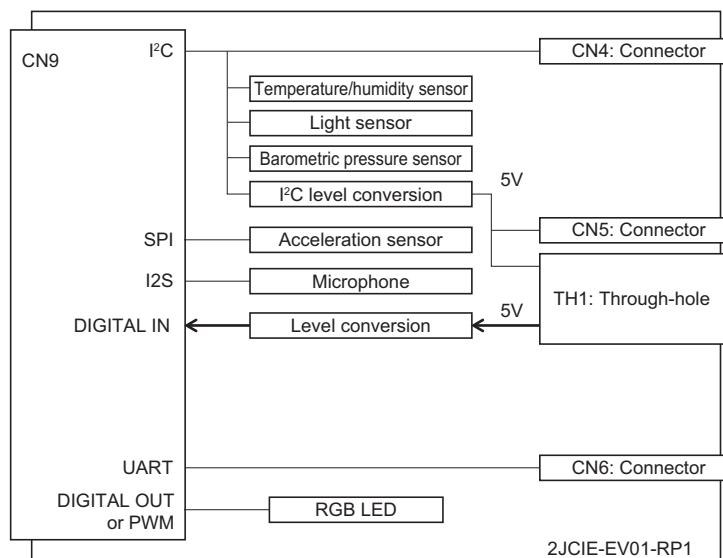 CN9
I²C
CN4: Connector
Temperature/humidity sensor
Light sensor
Barometric pressure sensor
I²C level conversion
5V
CN5: Connector
SPI
Acceleration sensor
I2S
Microphone
TH1: Through-hole
DIGITAL IN
Level conversion
5V
UART
CN6: Connector
DIGITAL OUT
or PWM
RGB LED
2JCIE-EV01-RP1